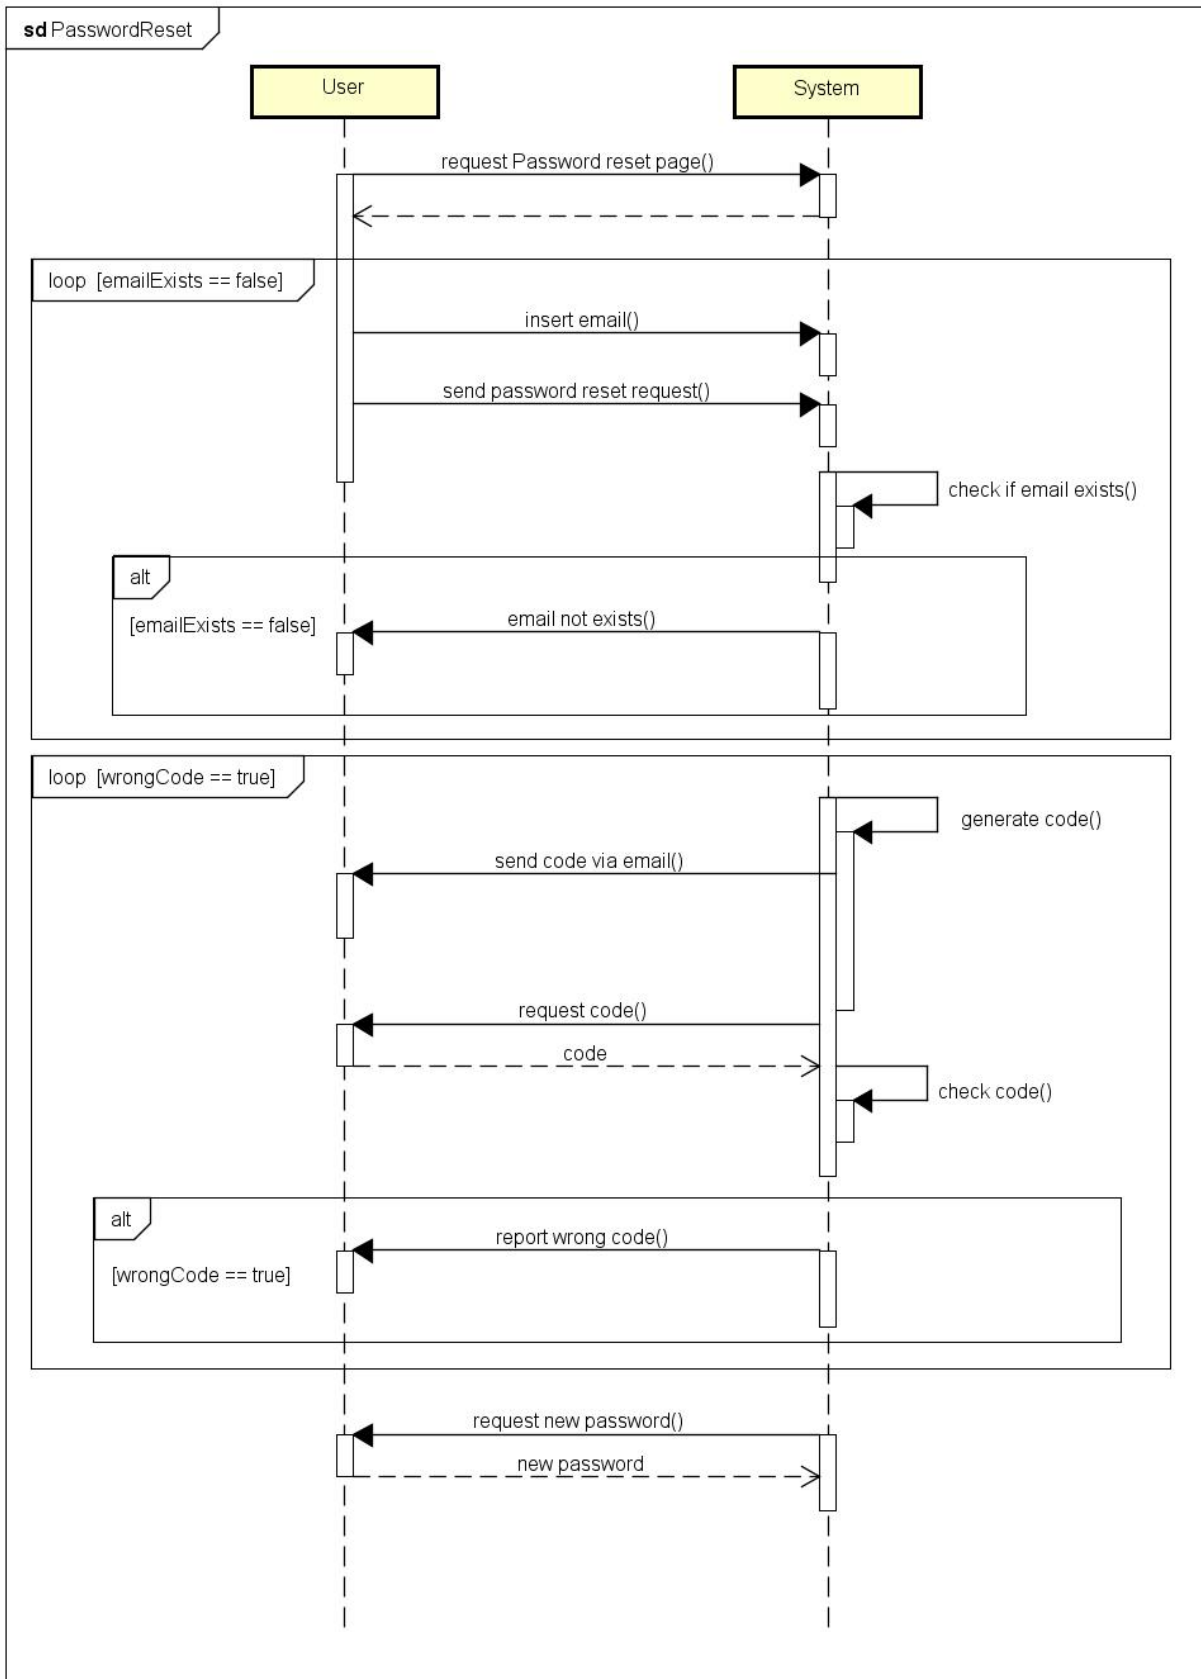 sd PasswordReset
User
System
request Password reset page()
loop [emailExists == false]
insert email()
send password reset request()
check if email exists()
alt
[emailExists == false]
email not exists()
loop [wrongCode == true]
generate code()
send code via email()
request code()
code
check code()
alt
report wrong code()
[wrongCode == true]
request new password()
new password